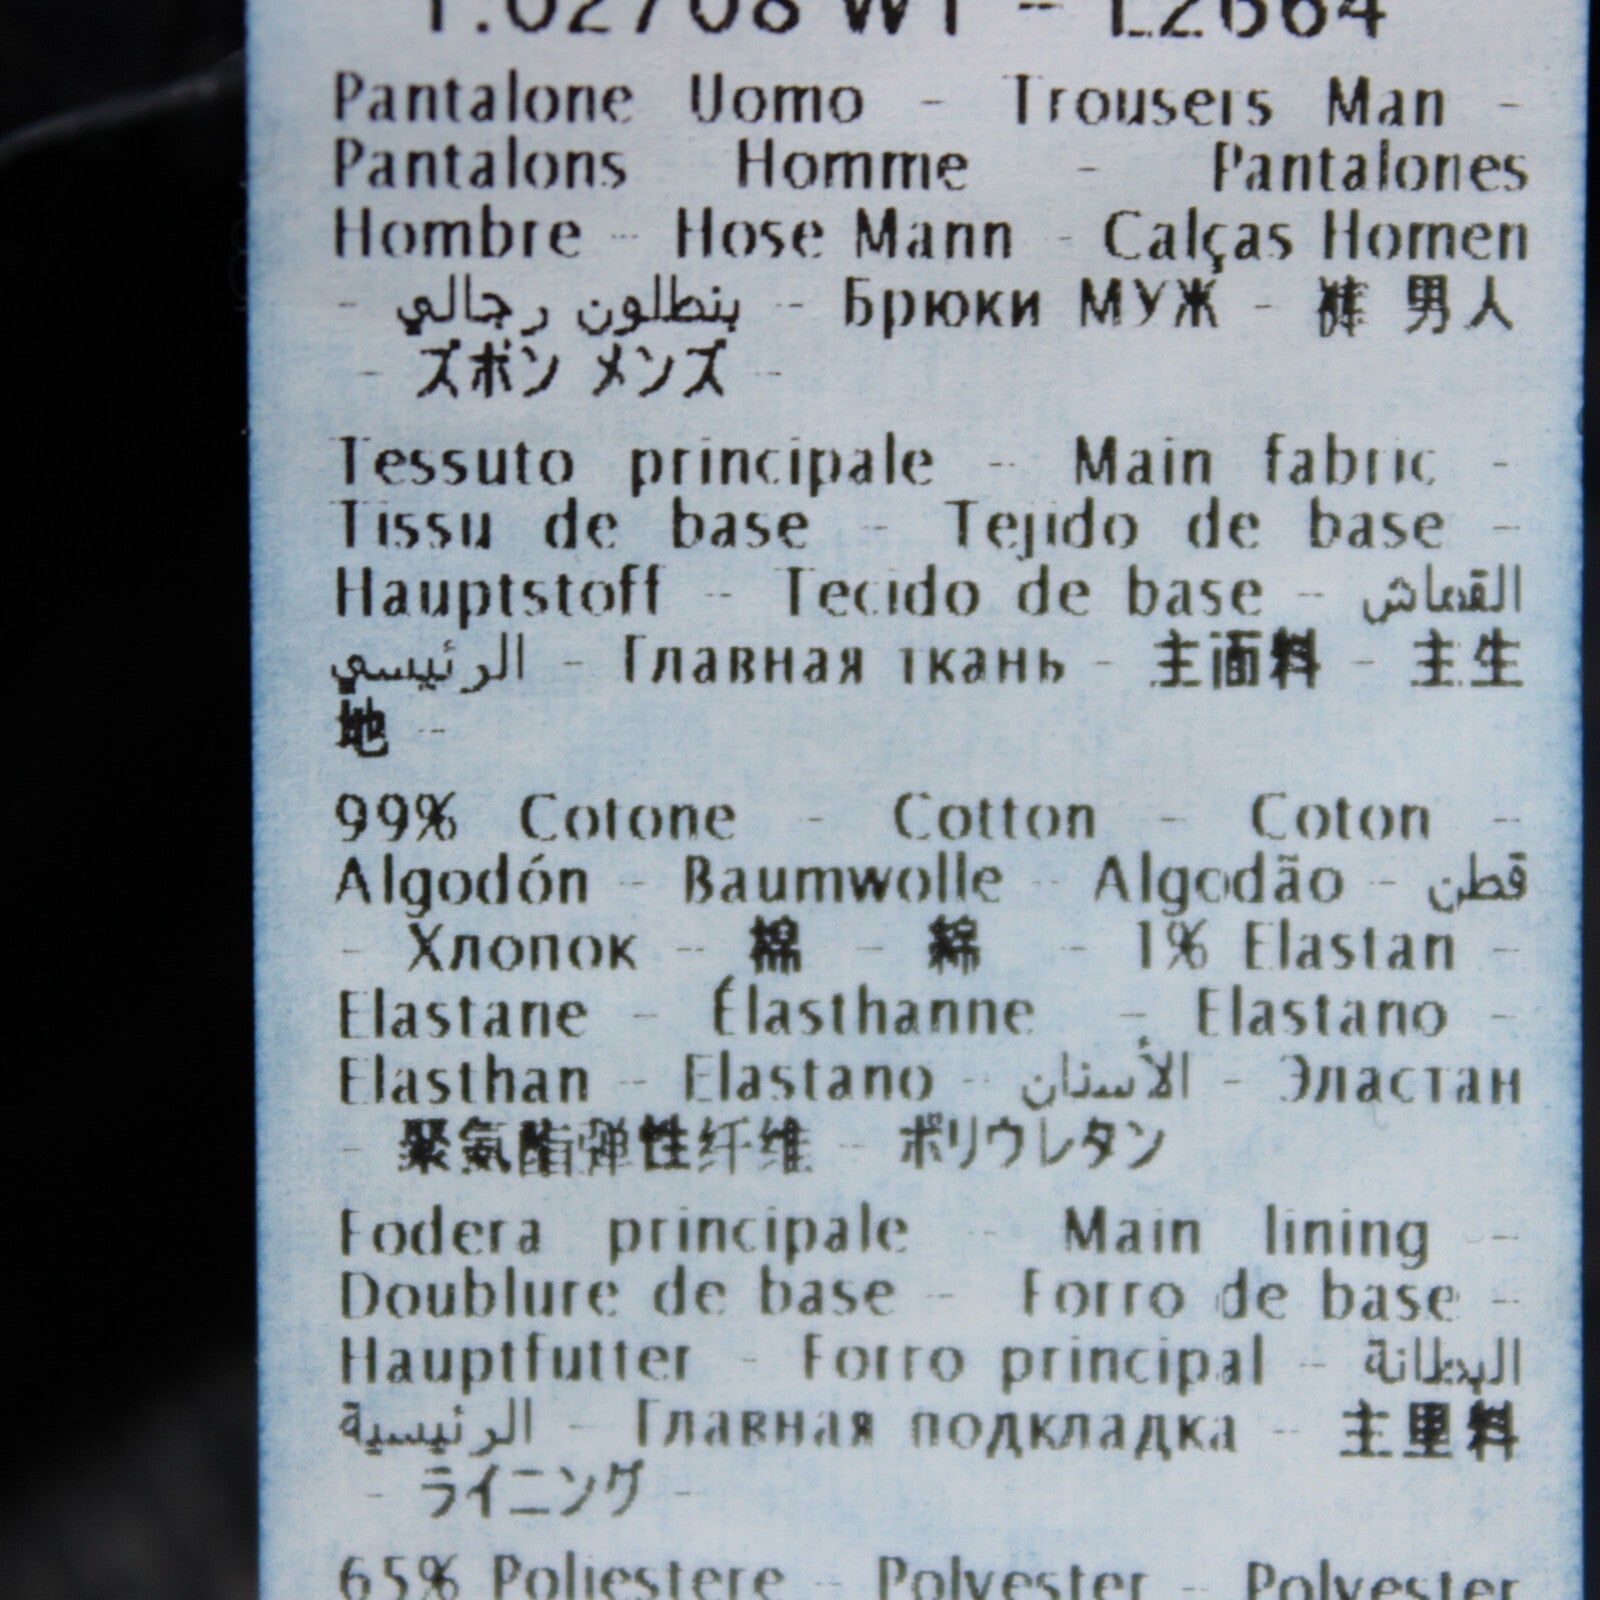 1.02708 WT - L2664
Pantalone Uomo - Trousers Man -
Pantalons Homme - Pantalones
Hombre - Hose Mann - Calças Homen
- بنطلون رجالي - Брюки МУЖ - 裤 男人
- ズボン メンズ -
Tessuto principale - Main fabric -
Tissu de base - Tejido de base -
Hauptstoff - Tecido de base - القماش
الرئيسي - Главная ткань - 主面料 - 主生
地 -
99% Cotone - Cotton - Coton -
Algodón - Baumwolle - Algodão - قطن
- Хлопок - 棉 - 綿 - 1% Elastan -
Elastane - Élasthanne - Elastano -
Elasthan - Elastano - الأستان - Эластан
- 聚氨酯弹性纤维 - ポリウレタン
Fodera principale - Main lining -
Doublure de base - Forro de base -
Hauptfutter - Forro principal - البطانة
الرئيسية - Главная подкладка - 主里料
- ライニング -
65% Poliestere - Polyester - Polyester